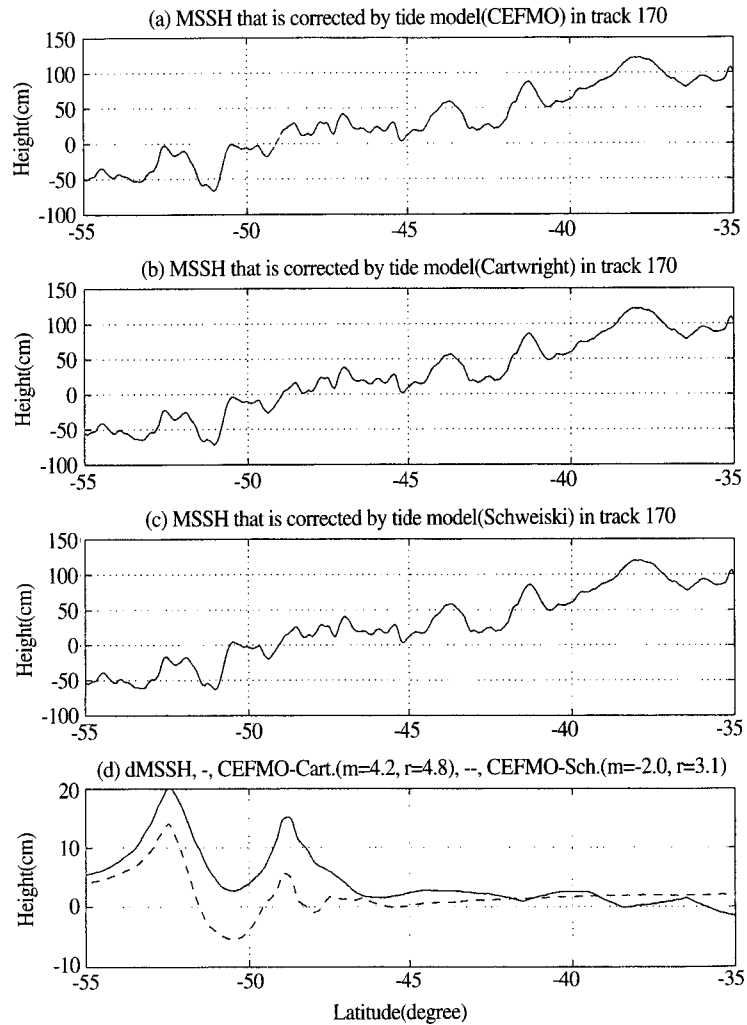 (a) MSSH that is corrected by tide model(CEFMO) in track 170
150
100
50
0
-50
-100
Height(cm)
-55 -50 -45 -40 -35
(b) MSSH that is corrected by tide model(Cartwright) in track 170
150
100
50
0
-50
-100
Height(cm)
-55 -50 -45 -40 -35
(c) MSSH that is corrected by tide model(Schweiski) in track 170
150
100
50
0
-50
-100
Height(cm)
-55 -50 -45 -40 -35
(d) dMSSH, -, CEFMO-Cart.(m=4.2, r=4.8), --, CEFMO-Sch.(m=-2.0, r=3.1)
20
10
0
-10
Height(cm)
-55 -50 -45 -40 -35
Latitude(degree)